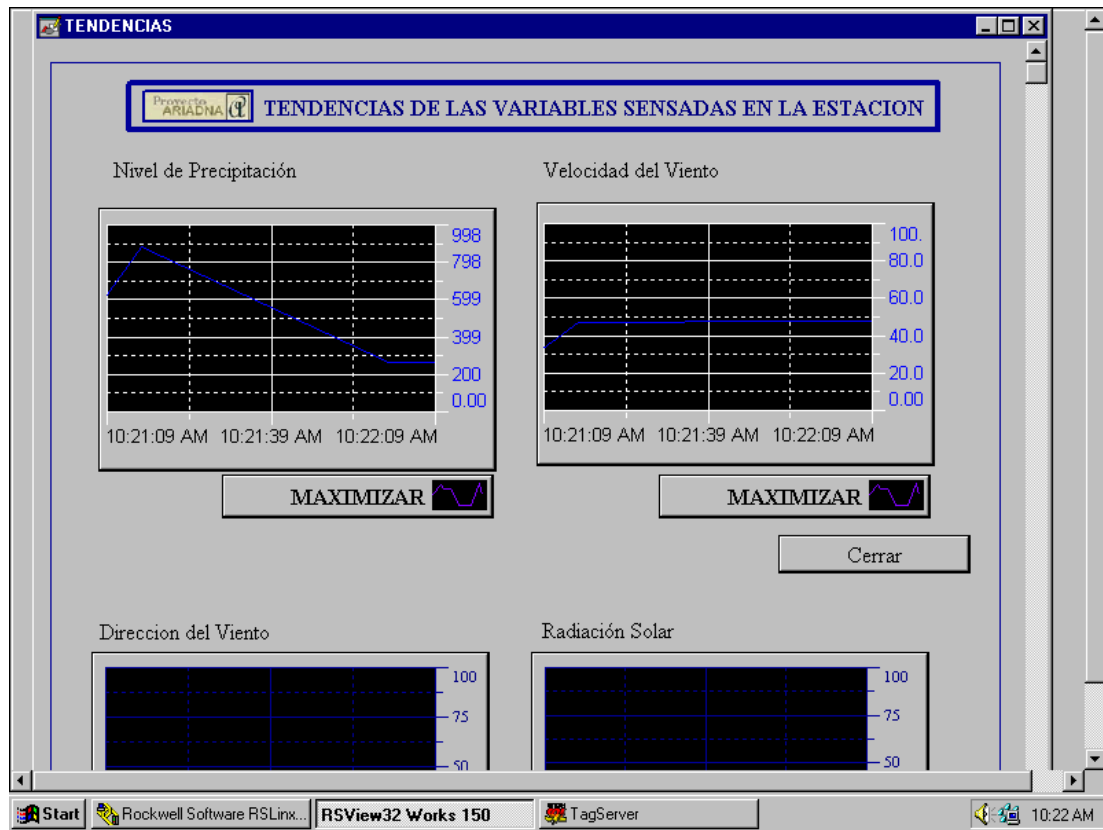 TENDENCIAS
Proyecto
ARIADNA
TENDENCIAS DE LAS VARIABLES SENSADAS EN LA ESTACION
Nivel de Precipitación
Velocidad del Viento
998
798
599
399
200
0.00
10:21:09 AM 10:21:39 AM 10:22:09 AM
100.
80.0
60.0
40.0
20.0
0.00
10:21:09 AM 10:21:39 AM 10:22:09 AM
MAXIMIZAR
MAXIMIZAR
Cerrar
Direccion del Viento
Radiación Solar
100
75
50
100
75
50
Start
Rockwell Software RSLinx...
RSView32 Works 150
TagServer
10:22 AM